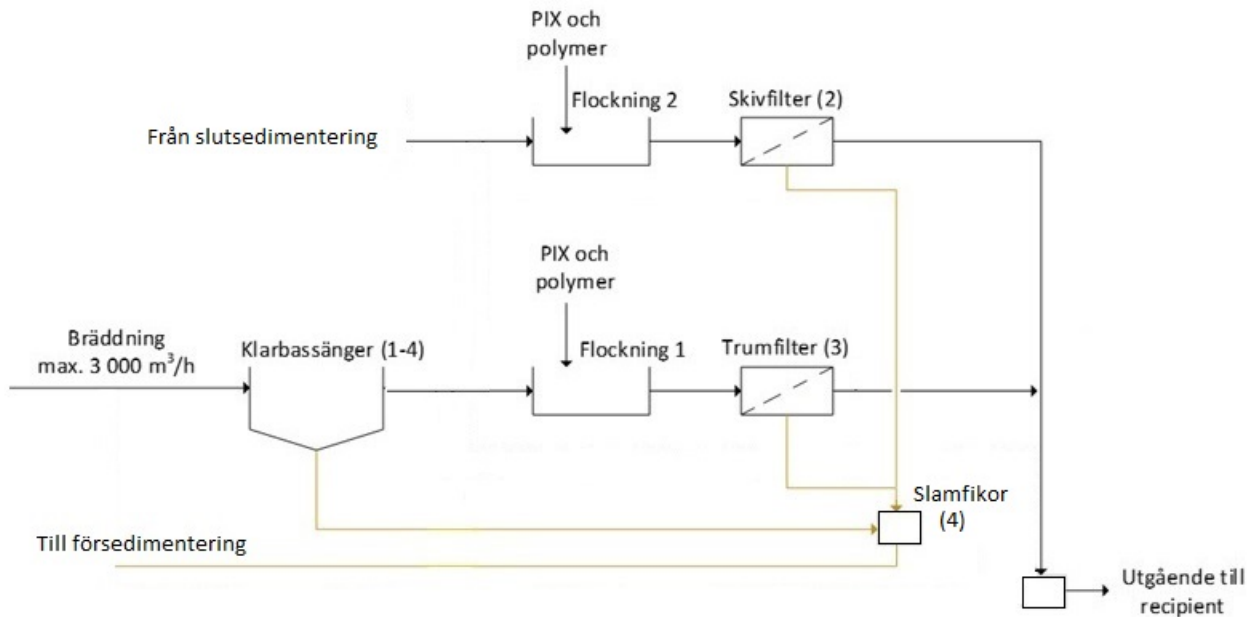 PIX och
polymer
Flockning 2
Skivfilter (2)
Från slutsedimentering
PIX och
polymer
Bräddning
max. 3 000 m³/h
Klarbassänger (1-4)
Flockning 1
Trumfilter (3)
Slamfikor
(4)
Till försedimentering
Utgående till
recipient